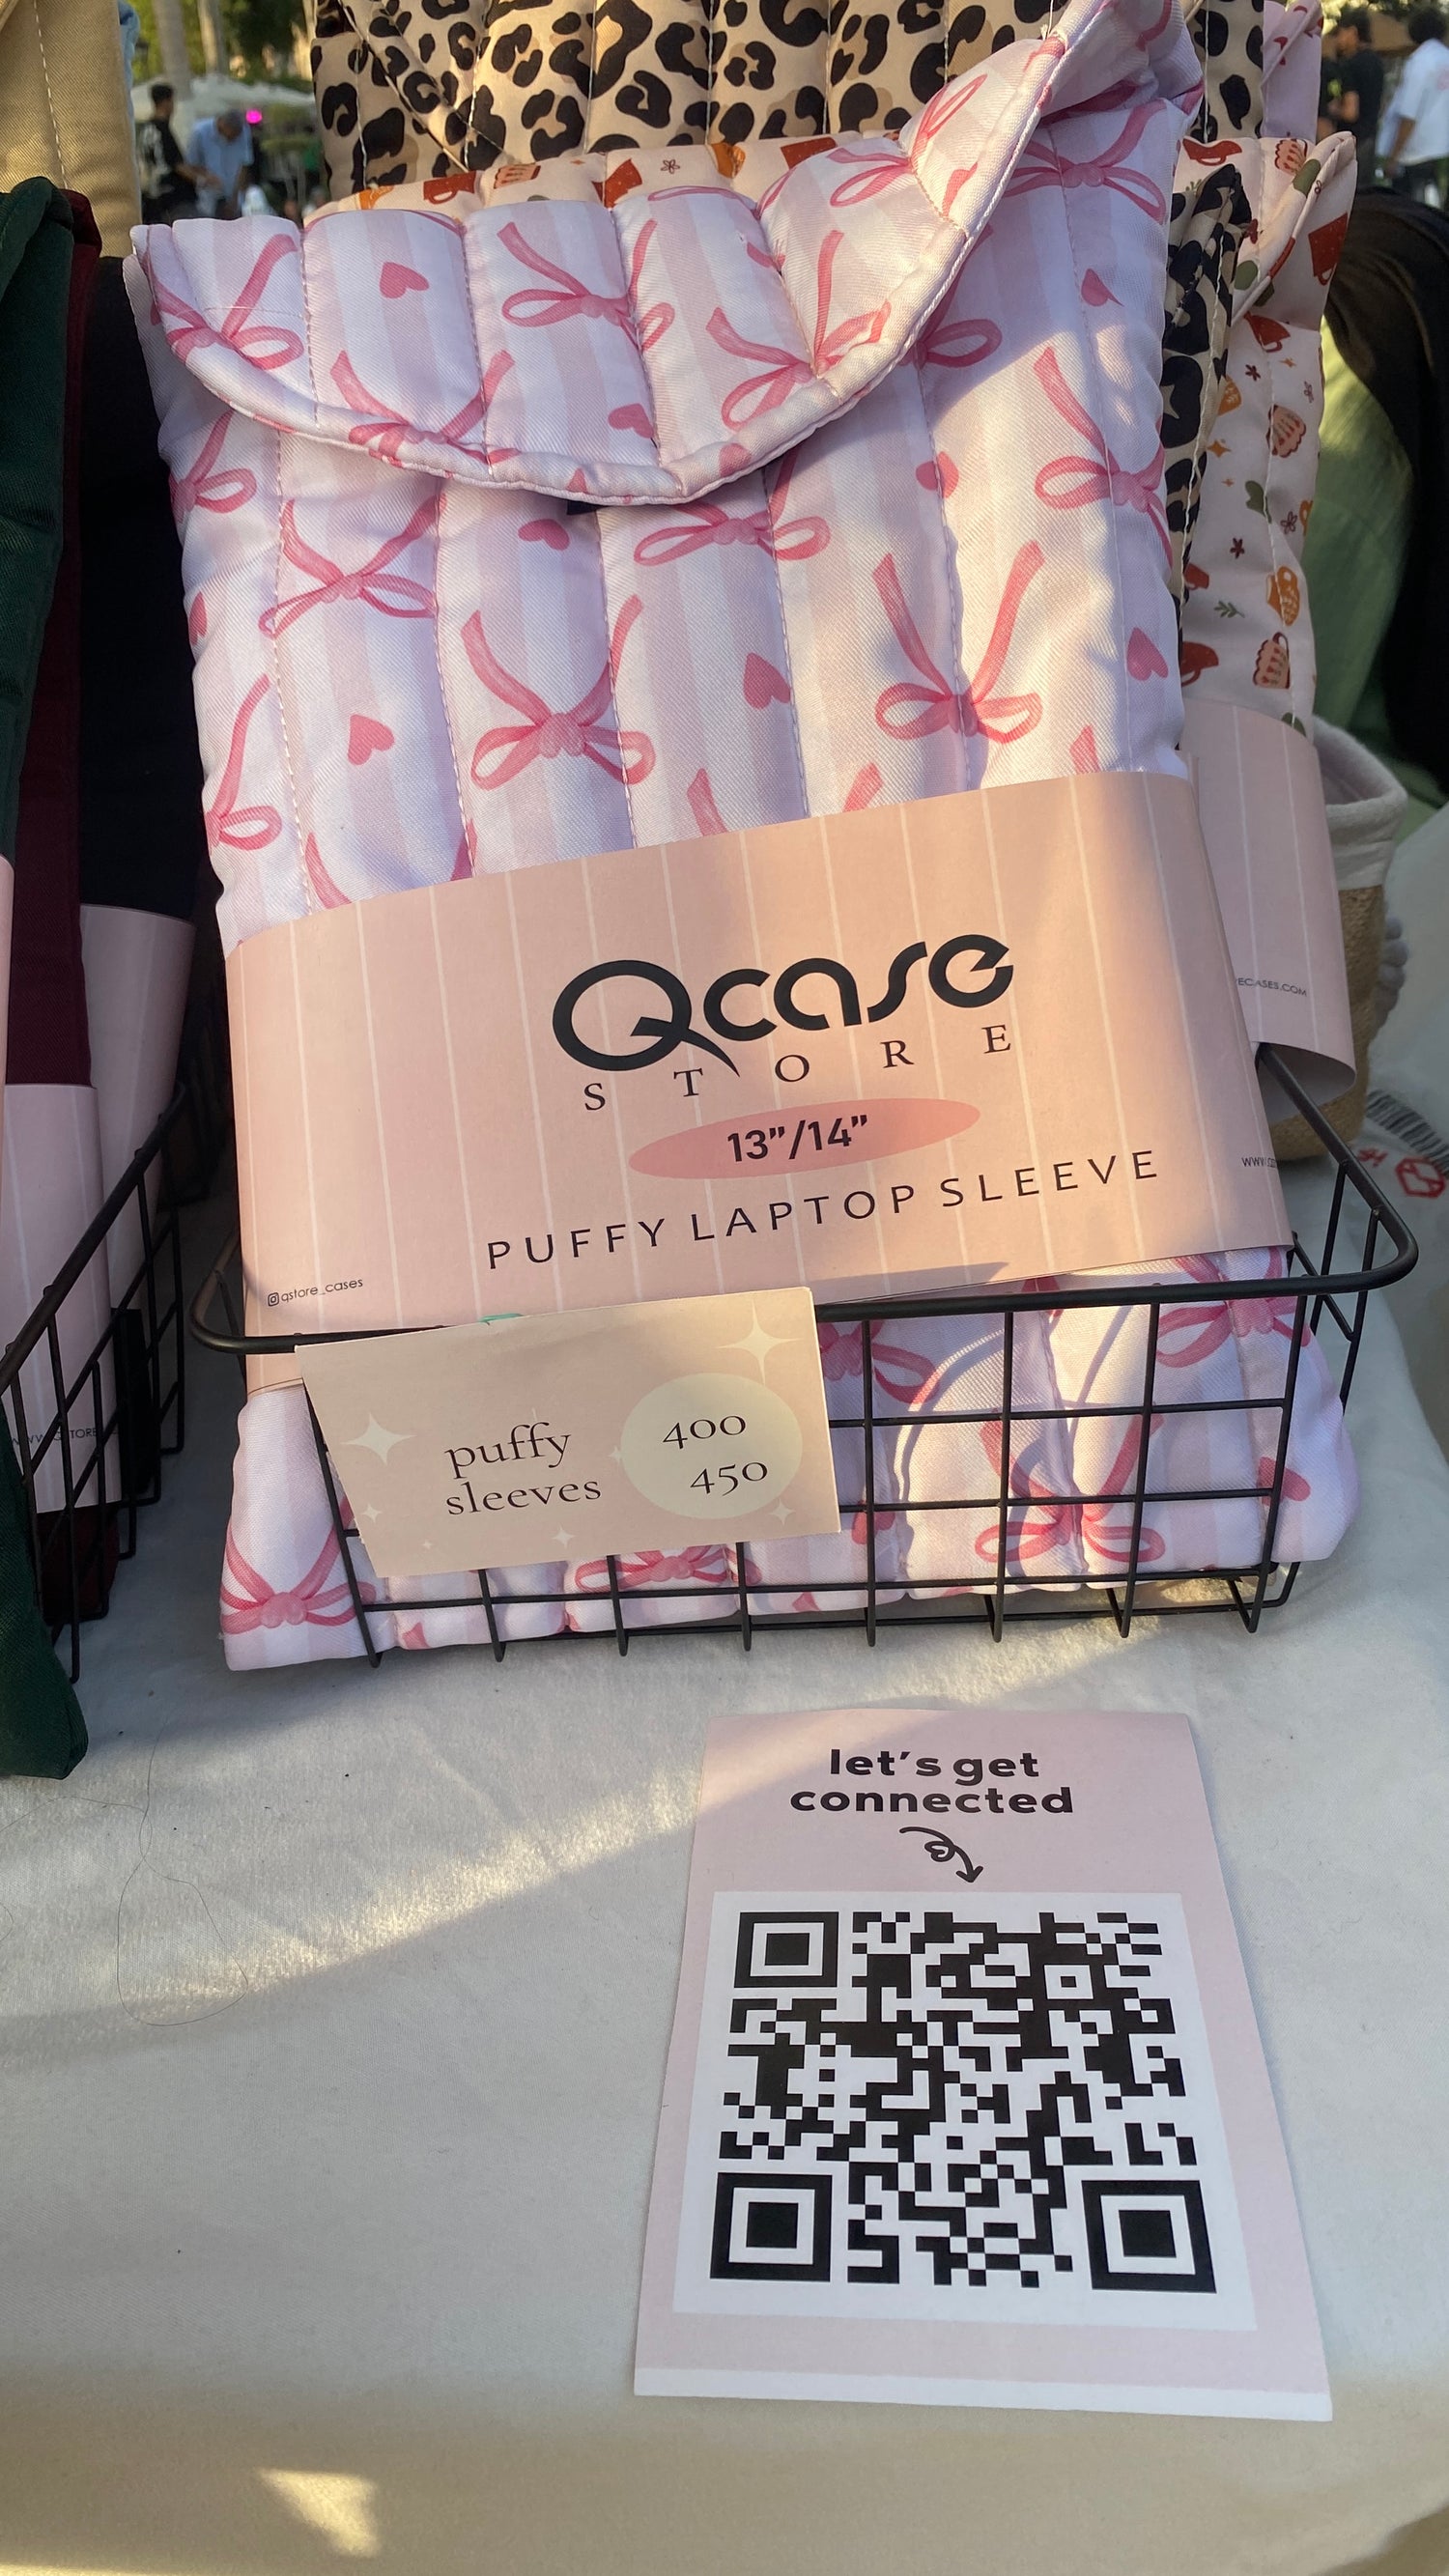 Qcase
STORE
13”/14”
PUFFY LAPTOP SLEEVE
qstore_cases
puffy
sleeves
400
450
let’s get
connected